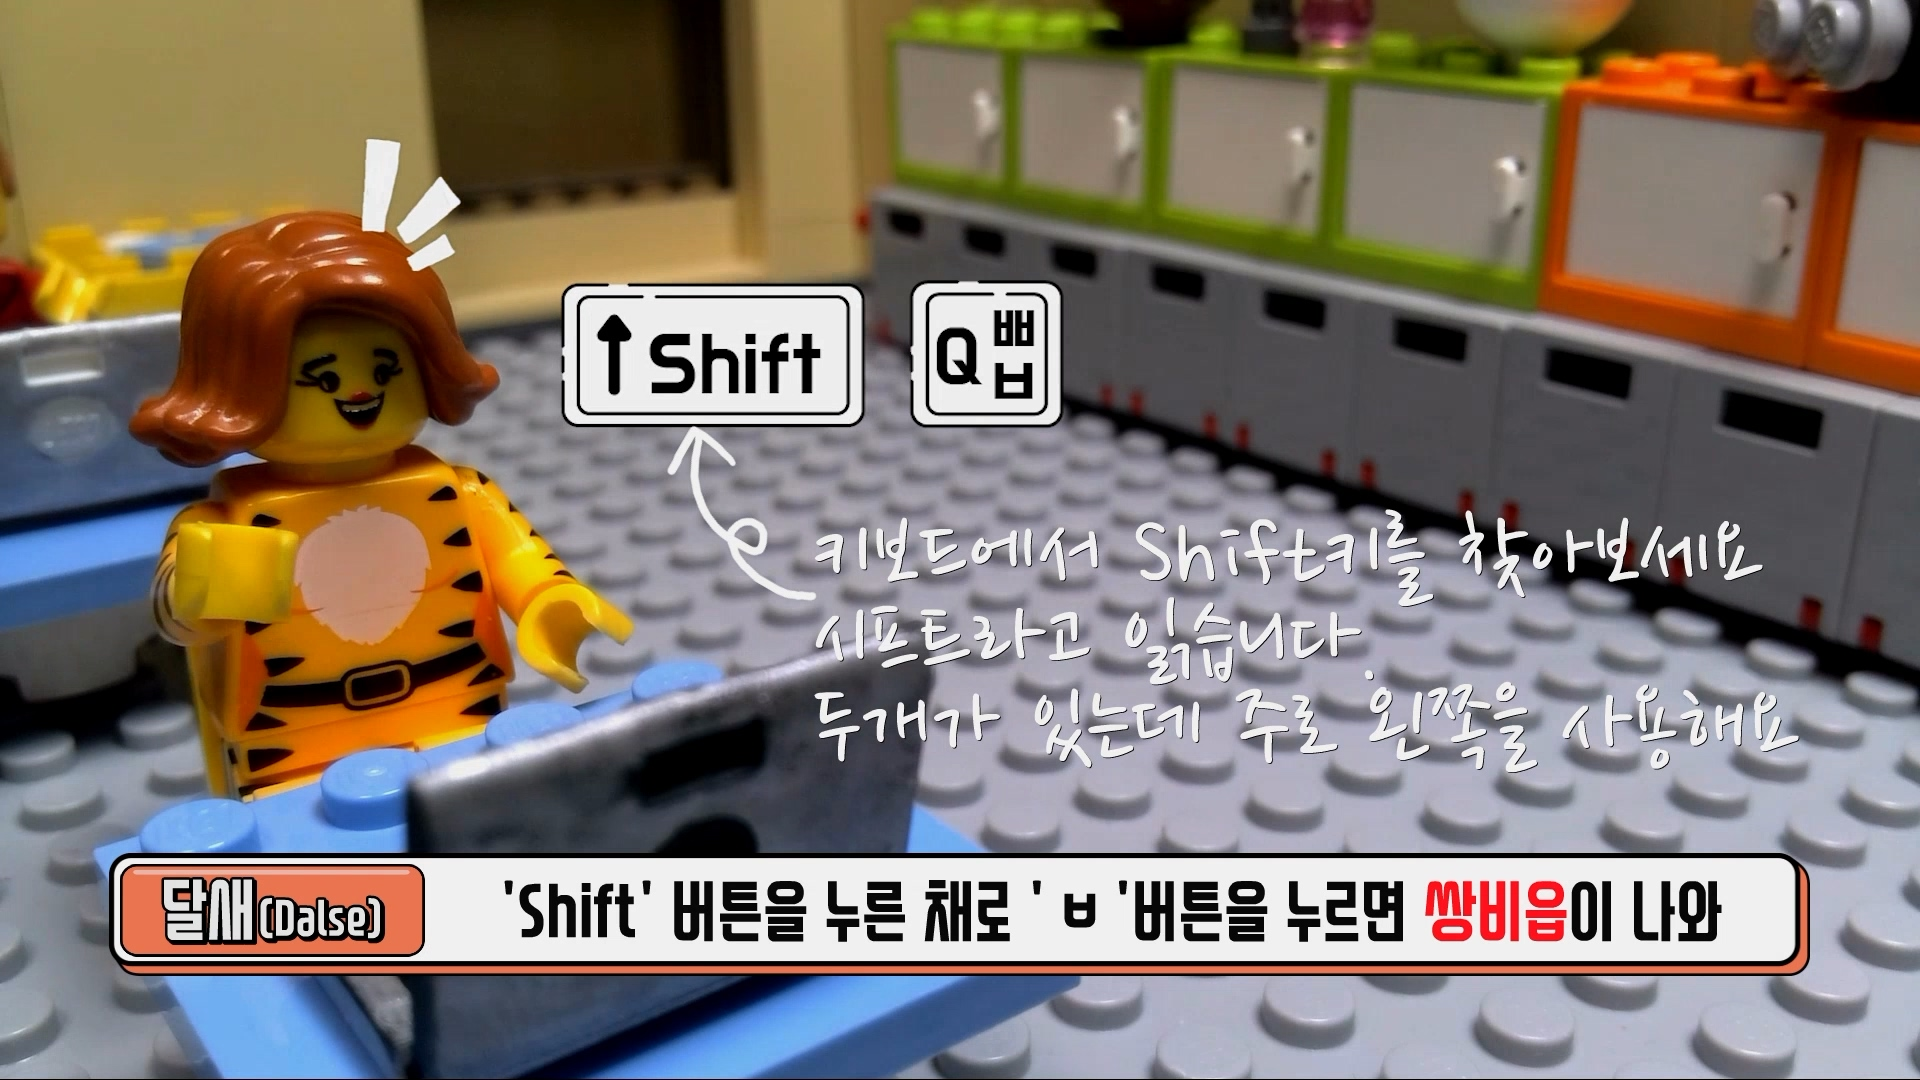 ↑Shift
Q ㅃ ㅂ
키보드에서 Shift키를 찾아보세요
시프트라고 읽습니다.
두개가 있는데 주로 왼쪽을 사용해요
달새(Dalse) 'Shift' 버튼을 누른 채로 'ㅂ'버튼을 누르면 쌍비읍이 나와